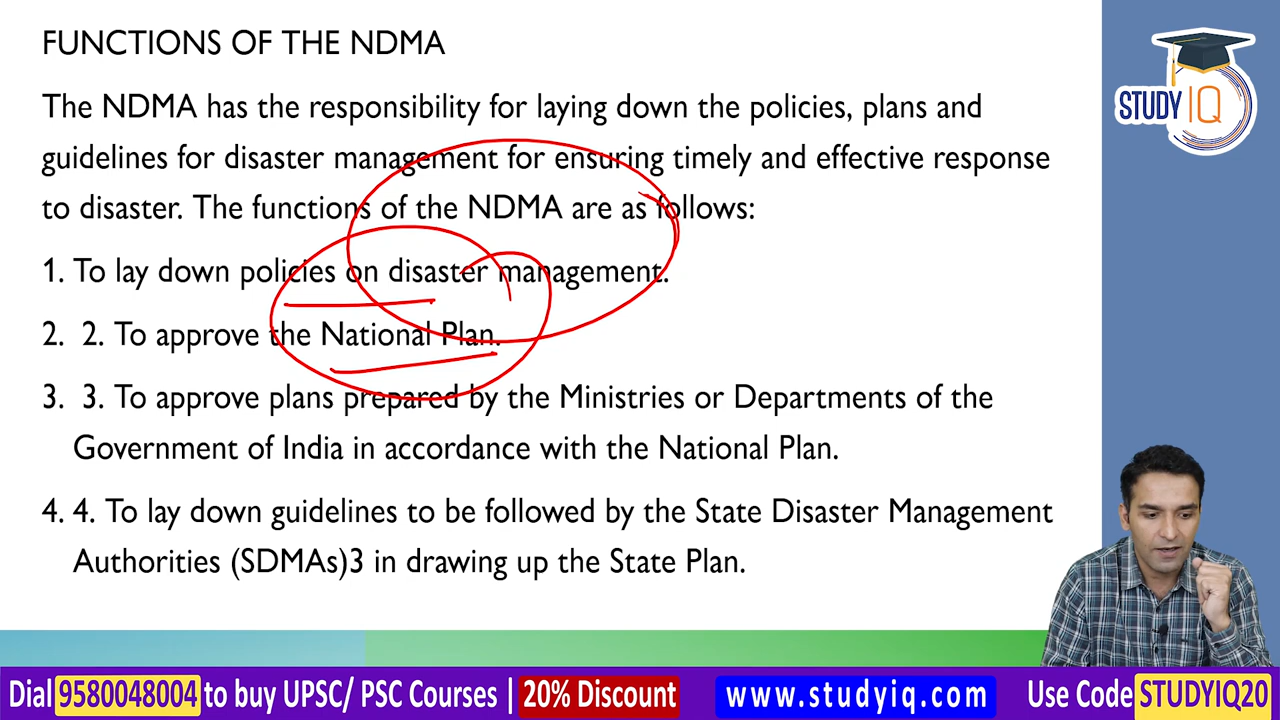 FUNCTIONS OF THE NDMA
The NDMA has the responsibility for laying down the policies, plans and
guidelines for disaster management for ensuring timely and effective response
to disaster. The functions of the NDMA are as follows:
1. To lay down policies on disaster management.
2. 2. To approve the National Plan.
3. 3. To approve plans prepared by the Ministries or Departments of the
Government of India in accordance with the National Plan.
4. 4. To lay down guidelines to be followed by the State Disaster Management
Authorities (SDMAs)3 in drawing up the State Plan.
STUDY IQ
Dial 9580048004 to buy UPSC/ PSC Courses | 20% Discount www.studyiq.com Use Code STUDYIQ20